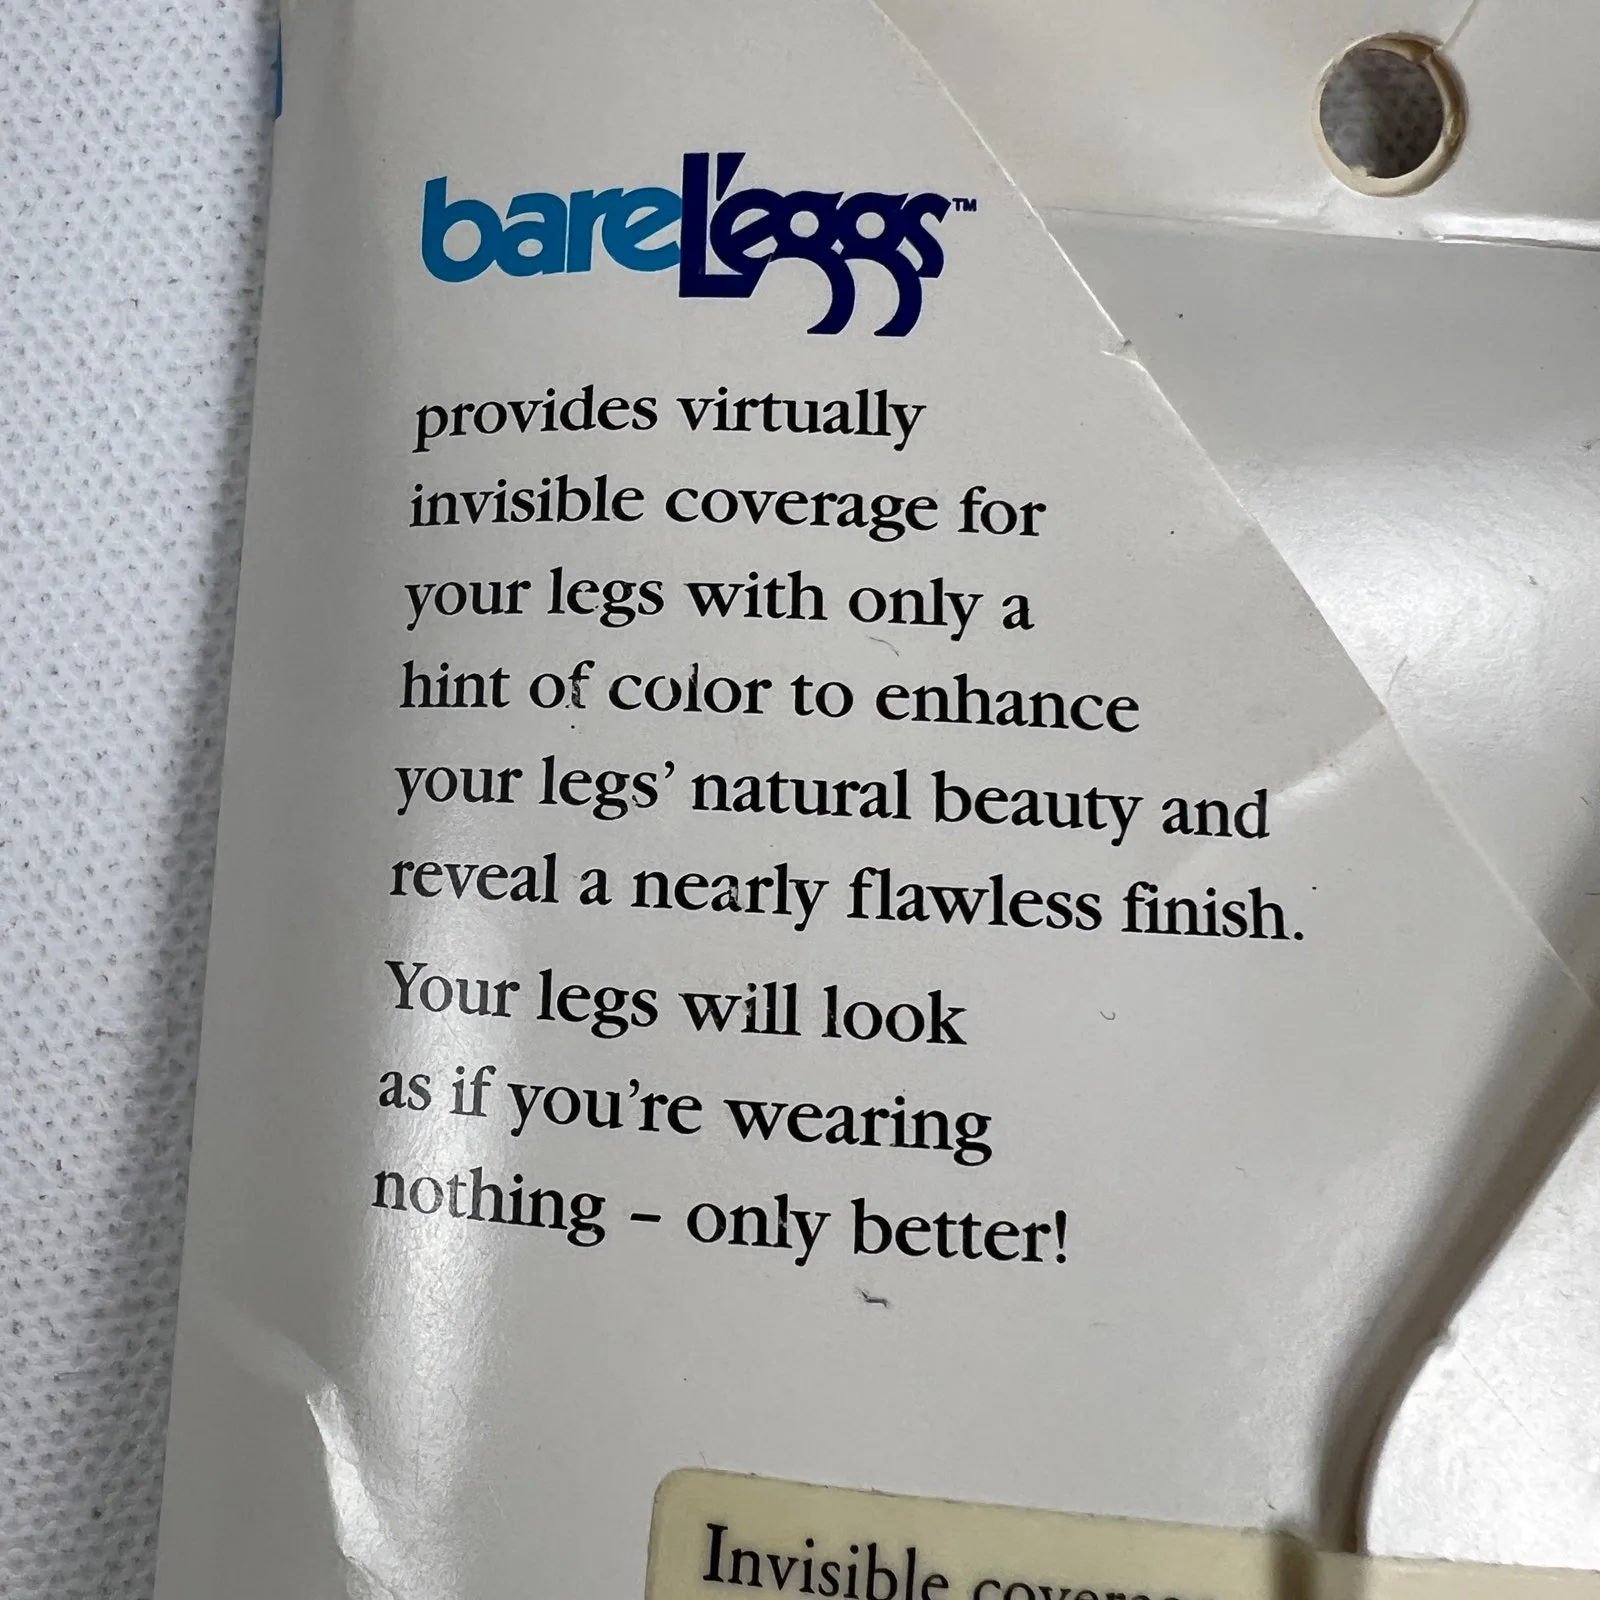 bareL'eggs™
provides virtually
invisible coverage for
your legs with only a
hint of color to enhance
your legs’ natural beauty and
reveal a nearly flawless finish.
Your legs will look
as if you’re wearing
nothing – only better!
Invisible